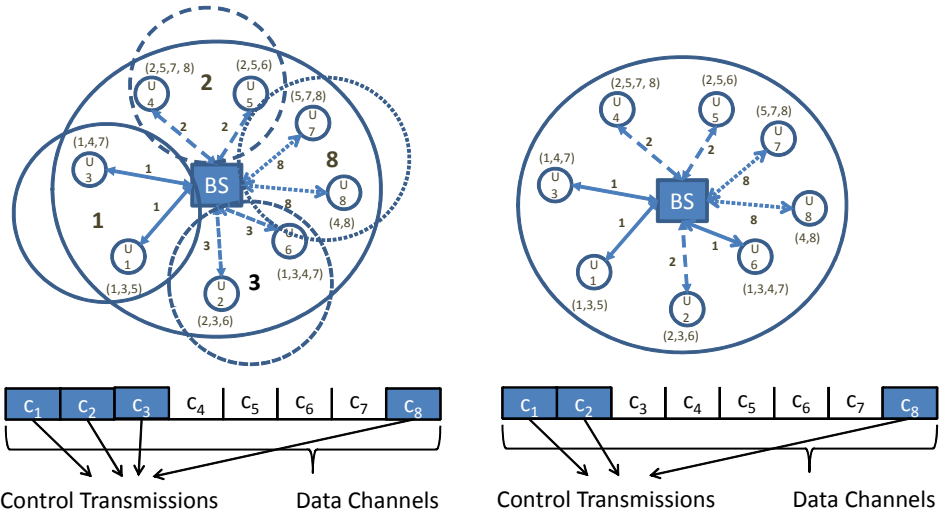 (2,5,7, 8)
(2,5,6)
2
U
4
U
5
(5,7,8)
U
7
2
2
(1,4,7)
U
3
1
8
8
BS
U
8
8
(4,8)
1
1
3
3
U
6
U
1
(1,3,4,7)
(1,3,5)
U
2
3
(2,3,6)
C1 C2 C3 C4 C5 C6 C7 C8
Control Transmissions Data Channels
(2,5,7, 8)
(2,5,6)
U
4
U
5
(5,7,8)
U
7
2
2
(1,4,7)
U
3
1
8
BS
U
8
8
(4,8)
1
1
2
U
6
U
1
(1,3,4,7)
(1,3,5)
U
2
(2,3,6)
C1 C2 C3 C4 C5 C6 C7 C8
Control Transmissions Data Channels